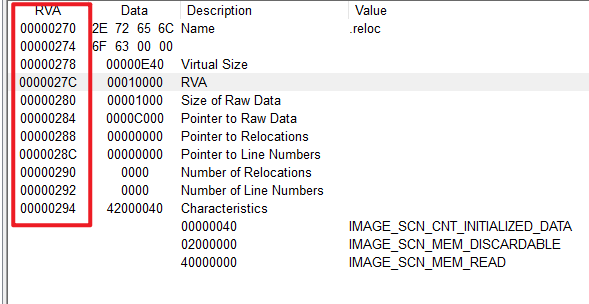 RVA Data Description Value
00000270 2E 72 65 6C Name .reloc
00000274 6F 63 00 00
00000278 00000E40 Virtual Size
0000027C 00010000 RVA
00000280 00001000 Size of Raw Data
00000284 0000C000 Pointer to Raw Data
00000288 00000000 Pointer to Relocations
0000028C 00000000 Pointer to Line Numbers
00000290 0000 Number of Relocations
00000292 0000 Number of Line Numbers
00000294 42000040 Characteristics
00000040 IMAGE_SCN_CNT_INITIALIZED_DATA
02000000 IMAGE_SCN_MEM_DISCARDABLE
40000000 IMAGE_SCN_MEM_READ